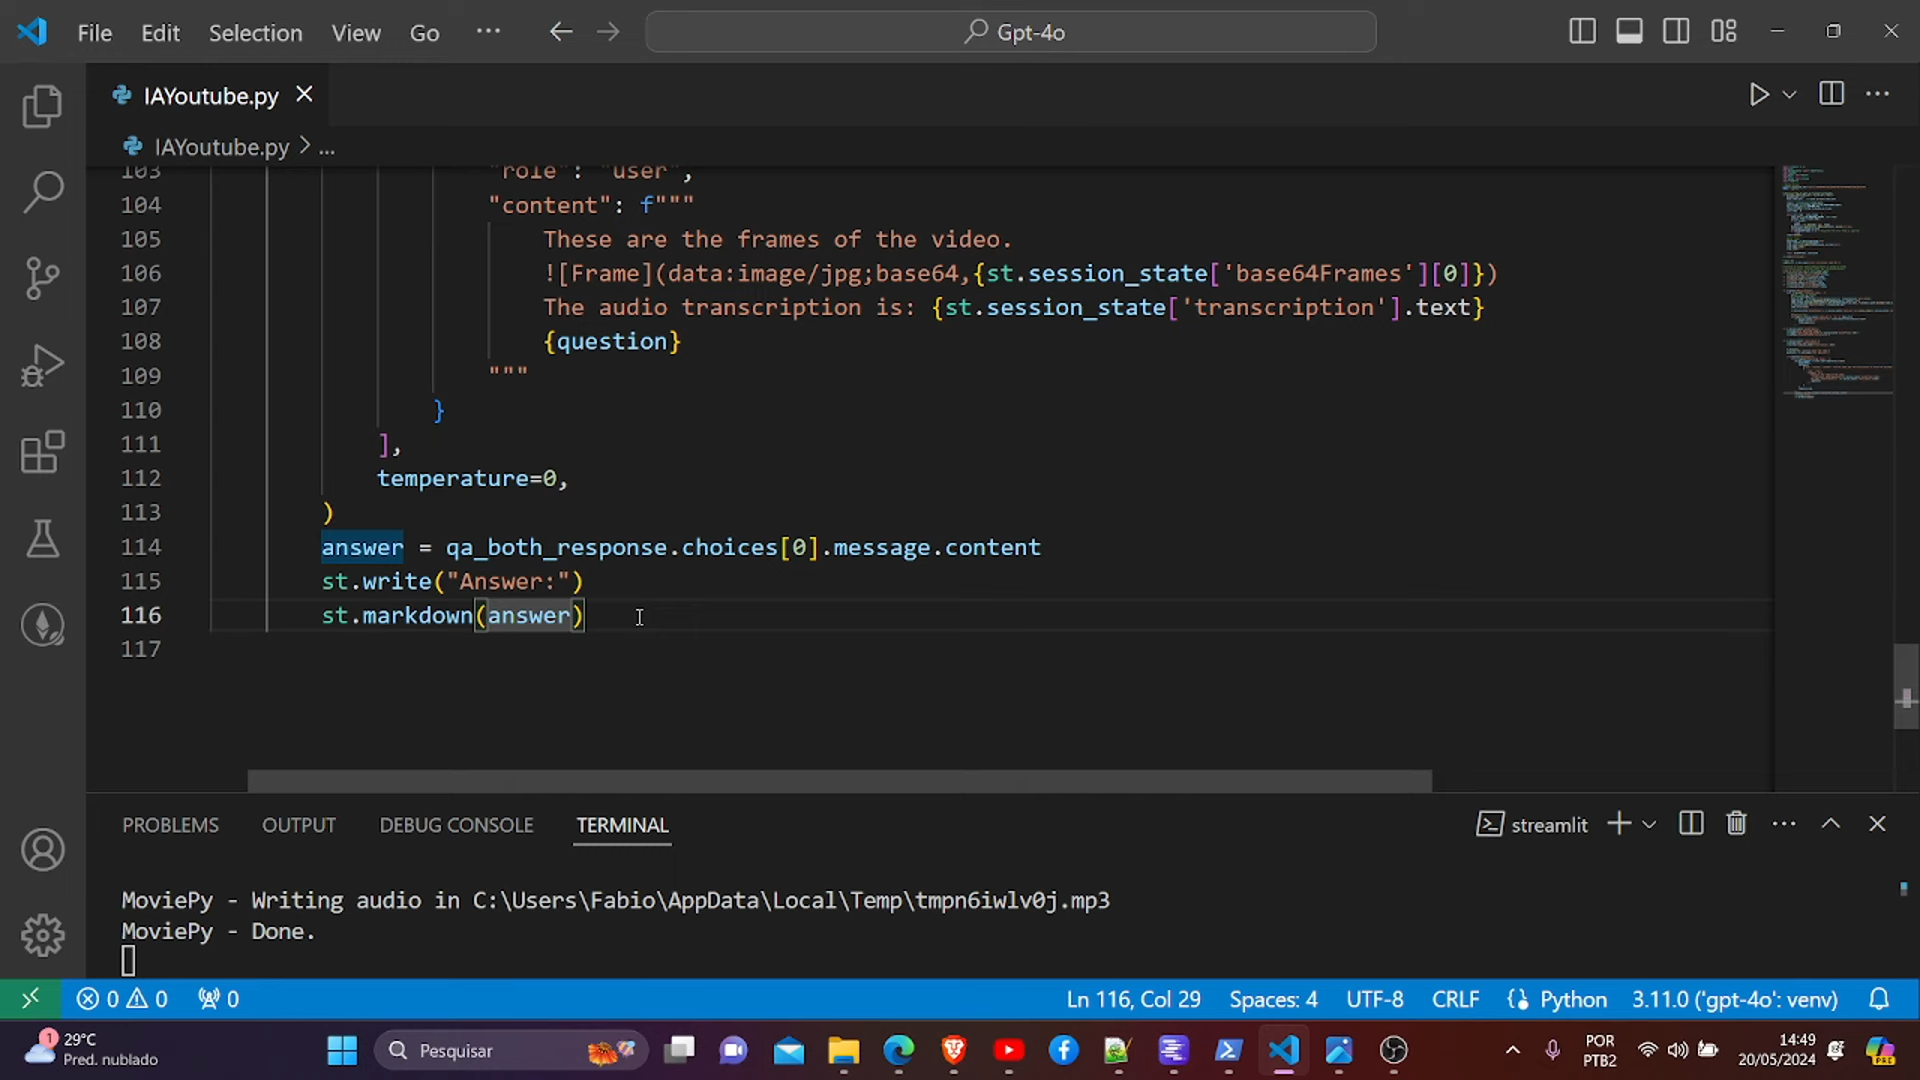 File Edit Selection View Go ··· Gpt-4o
IAYoutube.py
IAYoutube.py > ...
103 "role": "user",
104 "content": f"""
105 These are the frames of the video.
106 ![Frame](data:image/jpg;base64,{st.session_state['base64Frames'][0]})
107 The audio transcription is: {st.session_state['transcription'].text}
108 {question}
109 """
110 }
111 ],
112 temperature=0,
113 )
114 answer = qa_both_response.choices[0].message.content
115 st.write("Answer:")
116 st.markdown(answer)
117
PROBLEMS OUTPUT DEBUG CONSOLE TERMINAL streamlit
MoviePy - Writing audio in C:\Users\Fabio\AppData\Local\Temp\tmpn6iwlv0j.mp3
MoviePy - Done.
0 0 0 Ln 116, Col 29 Spaces: 4 UTF-8 CRLF Python 3.11.0 ('gpt-4o': venv)
1 29°C
Pred. nublado
Pesquisar
POR
PTB2
14:49
20/05/2024
PRE